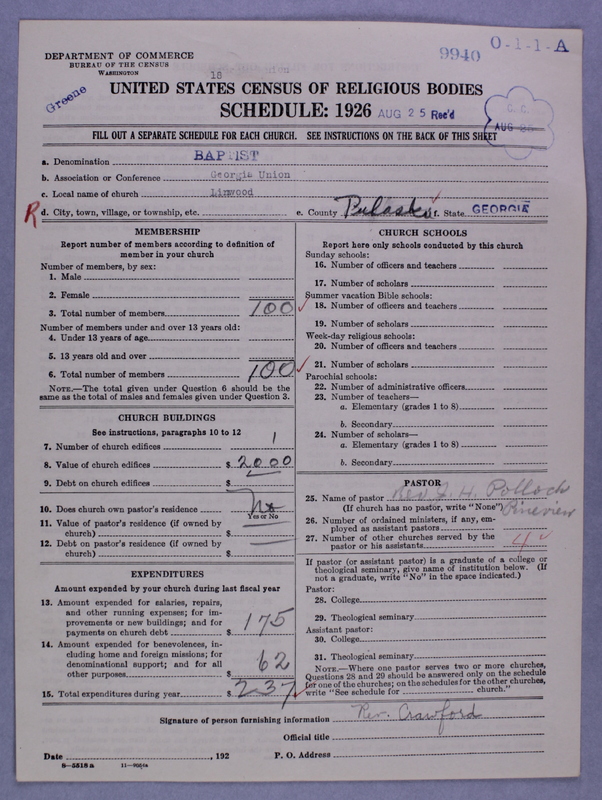 9940
O-1-1-A
DEPARTMENT OF COMMERCE
BUREAU OF THE CENSUS
WASHINGTON
18
Union
Greene
UNITED STATES CENSUS OF RELIGIOUS BODIES
SCHEDULE: 1926
AUG 25 Rec'd
AUG 2
FILL OUT A SEPARATE SCHEDULE FOR EACH CHURCH. SEE INSTRUCTIONS ON THE BACK OF THIS SHEET
a. Denomination BAPTIST
b. Association or Conference Georgia Union
c. Local name of church Linwood
R d. City, town, village, or township, etc. e. County Pulaski f. State GEORGIA
MEMBERSHIP
Report number of members according to definition of
member in your church
Number of members, by sex:
1. Male
2. Female
3. Total number of members 100
Number of members under and over 13 years old:
4. Under 13 years of age
5. 13 years old and over
6. Total number of members 100
NOTE.—The total given under Question 6 should be the
same as the total of males and females given under Question 3.
CHURCH BUILDINGS
See instructions, paragraphs 10 to 12
7. Number of church edifices 1
8. Value of church edifices $ 2000
9. Debt on church edifices $
10. Does church own pastor's residence No
Yes or No
11. Value of pastor's residence (if owned by
church) $
12. Debt on pastor's residence (if owned by
church) $
EXPENDITURES
Amount expended by your church during last fiscal year
13. Amount expended for salaries, repairs,
and other running expenses; for im-
provements or new buildings; and for
payments on church debt $ 175
14. Amount expended for benevolences, in-
cluding home and foreign missions; for
denominational support; and for all
other purposes $ 62
15. Total expenditures during year $ 237
CHURCH SCHOOLS
Report here only schools conducted by this church
Sunday schools:
16. Number of officers and teachers
17. Number of scholars
Summer vacation Bible schools:
18. Number of officers and teachers
19. Number of scholars
Week-day religious schools:
20. Number of officers and teachers
21. Number of scholars
Parochial schools:
22. Number of administrative officers
23. Number of teachers—
a. Elementary (grades 1 to 8)
b. Secondary
24. Number of scholars—
a. Elementary (grades 1 to 8)
b. Secondary
PASTOR
25. Name of pastor Rev. J. H. Polloch
(If church has no pastor, write "None") Pineview
26. Number of ordained ministers, if any, em-
ployed as assistant pastors
27. Number of other churches served by the
pastor or his assistants 4
If pastor (or assistant pastor) is a graduate of a college or
theological seminary, give name of institution below. (If
not a graduate, write "No" in the space indicated.)
Pastor:
28. College
29. Theological seminary
Assistant pastor:
30. College
31. Theological seminary
NOTE.—Where one pastor serves two or more churches,
Questions 28 and 29 should be answered only on the schedule
for one of the churches; on the schedules for the other churches,
write "See schedule for church."
Signature of person furnishing information Rev. Crawford
Official title
Date , 192 P. O. Address
8—5518a